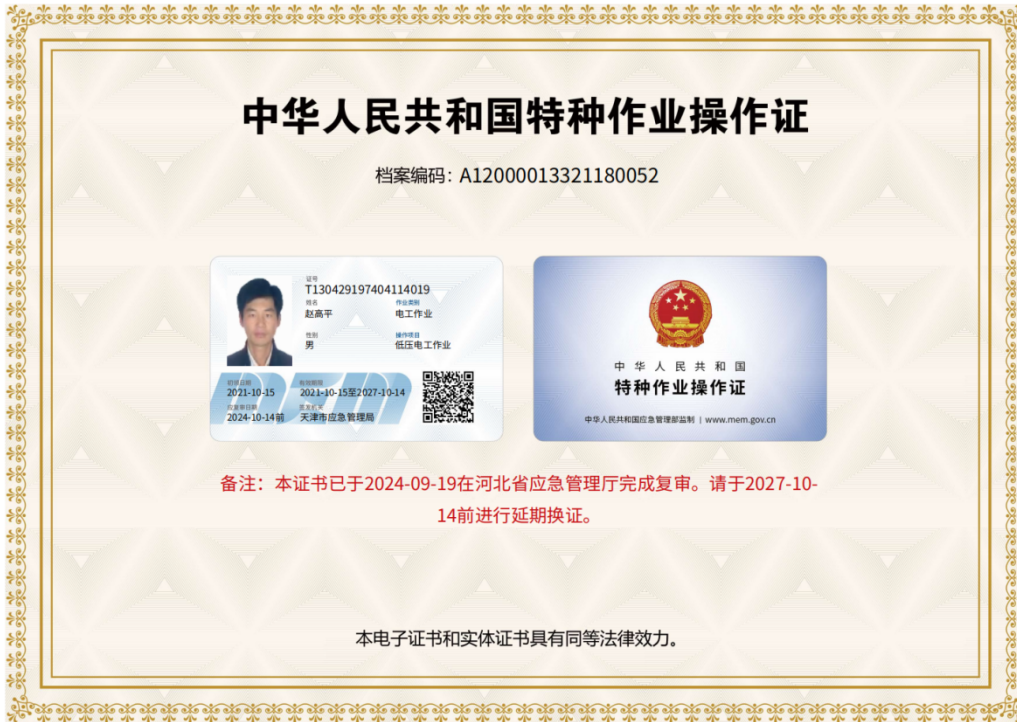 中华人民共和国特种作业操作证
档案编码：A12000013321180052
证号
T130429197404114019
姓名 作业类别
赵高平 电工作业
性别 操作项目
男 低压电工作业
初领日期 有效期限
2021-10-15 2021-10-15至2027-10-14
应复审日期 签发机关
2024-10-14前 天津市应急管理局
中华人民共和国
特种作业操作证
中华人民共和国应急管理部监制 | www.mem.gov.cn
备注：本证书已于2024-09-19在河北省应急管理厅完成复审。请于2027-10-
14前进行延期换证。
本电子证书和实体证书具有同等法律效力。